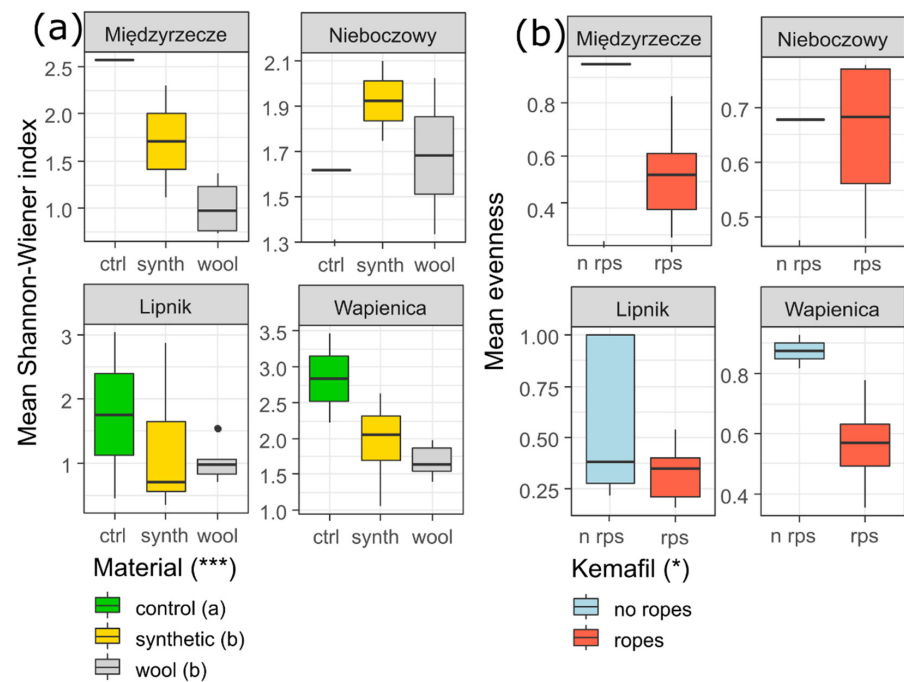 (a)
Międzyrzecze
Nieboczowy
Mean Shannon-Wiener index
2.5
2.0
1.5
1.0
ctrl synth wool
2.1
1.9
1.7
1.6
1.4
1.3
ctrl synth wool
Lipnik
Wapienica
3
2
1
ctrl synth wool
3.5
3.0
2.5
2.0
1.5
1.0
ctrl synth wool
Material (***)
control (a)
synthetic (b)
wool (b)
(b)
Międzyrzecze
Nieboczowy
Mean evenness
0.8
0.6
0.4
n rps rps
0.7
0.6
0.5
n rps rps
Lipnik
Wapienica
1.00
0.75
0.50
0.25
n rps rps
0.8
0.6
0.4
n rps rps
Kemafil (*)
no ropes
ropes